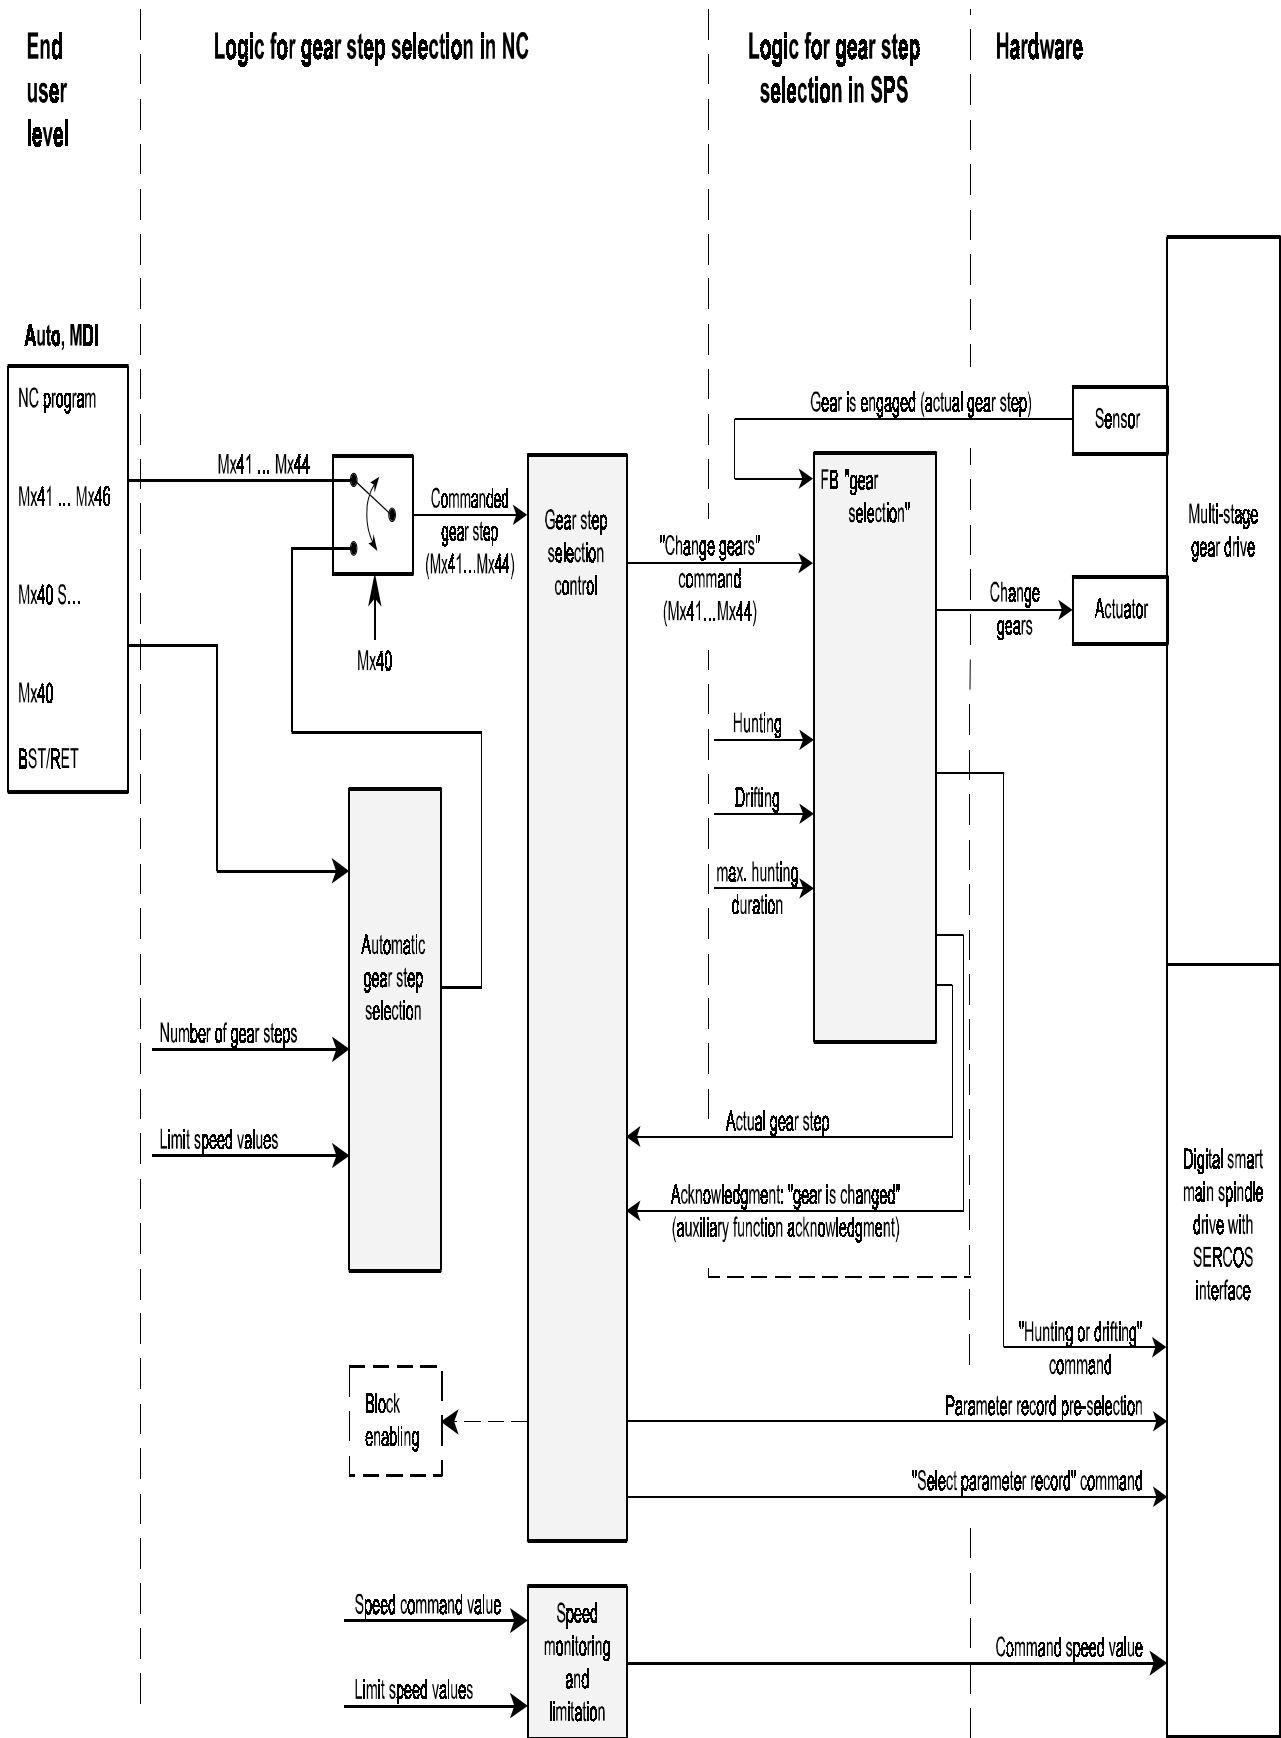 End
user
level
Logic for gear step selection in NC
Logic for gear step
selection in SPS
Hardware
Auto, MDI
NC program
Mx41 ... Mx46
Mx40 S...
Mx40
BST/RET
Mx41 ... Mx44
Commanded
gear step
(Mx41...Mx44)
Mx40
Gear step
selection
control
"Change gears"
command
(Mx41...Mx44)
Gear is engaged (actual gear step)
FB "gear
selection"
Sensor
Change
gears
Actuator
Multi-stage
gear drive
Hunting
Drifting
max. hunting
duration
Automatic
gear step
selection
Number of gear steps
Limit speed values
Actual gear step
Acknowledgment: "gear is changed"
(auxiliary function acknowledgment)
Digital smart
main spindle
drive with
SERCOS
interface
"Hunting or drifting"
command
Block
enabling
Parameter record pre-selection
"Select parameter record" command
Speed command value
Limit speed values
Speed
monitoring
and
limitation
Command speed value